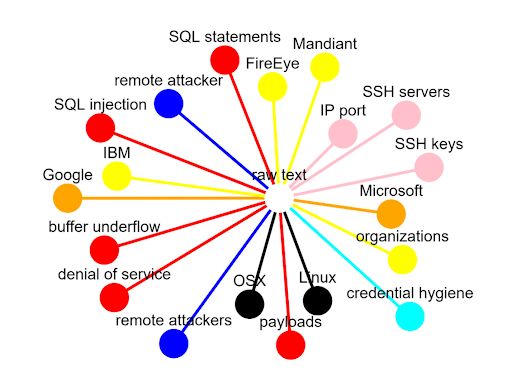 SQL statements
Mandiant
FireEye
remote attacker
SSH servers
SQL injection
IP port
SSH keys
IBM
raw text
Google
Microsoft
buffer underflow
organizations
denial of service
OSX
Linux
credential hygiene
remote attackers
payloads